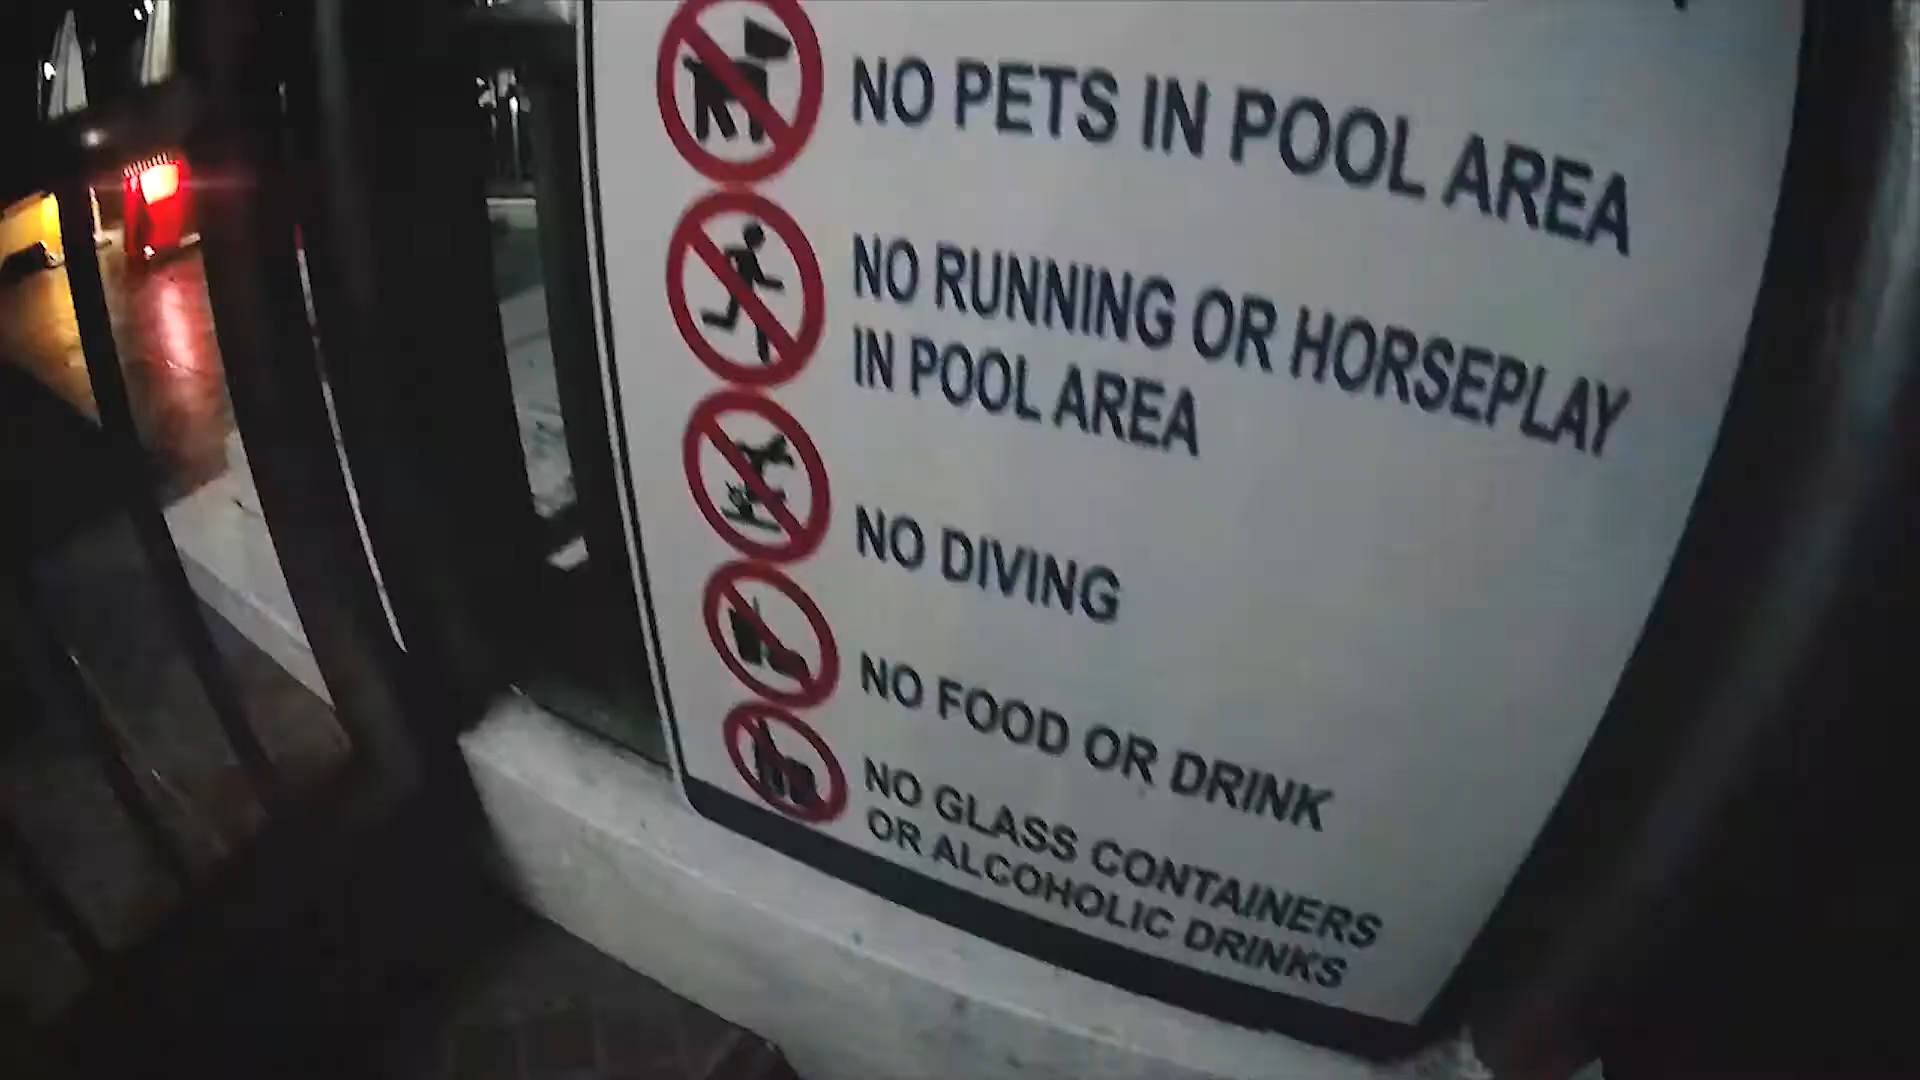 NO PETS IN POOL AREA
NO RUNNING OR HORSEPLAY
IN POOL AREA
NO DIVING
NO FOOD OR DRINK
NO GLASS CONTAINERS
OR ALCOHOLIC DRINKS